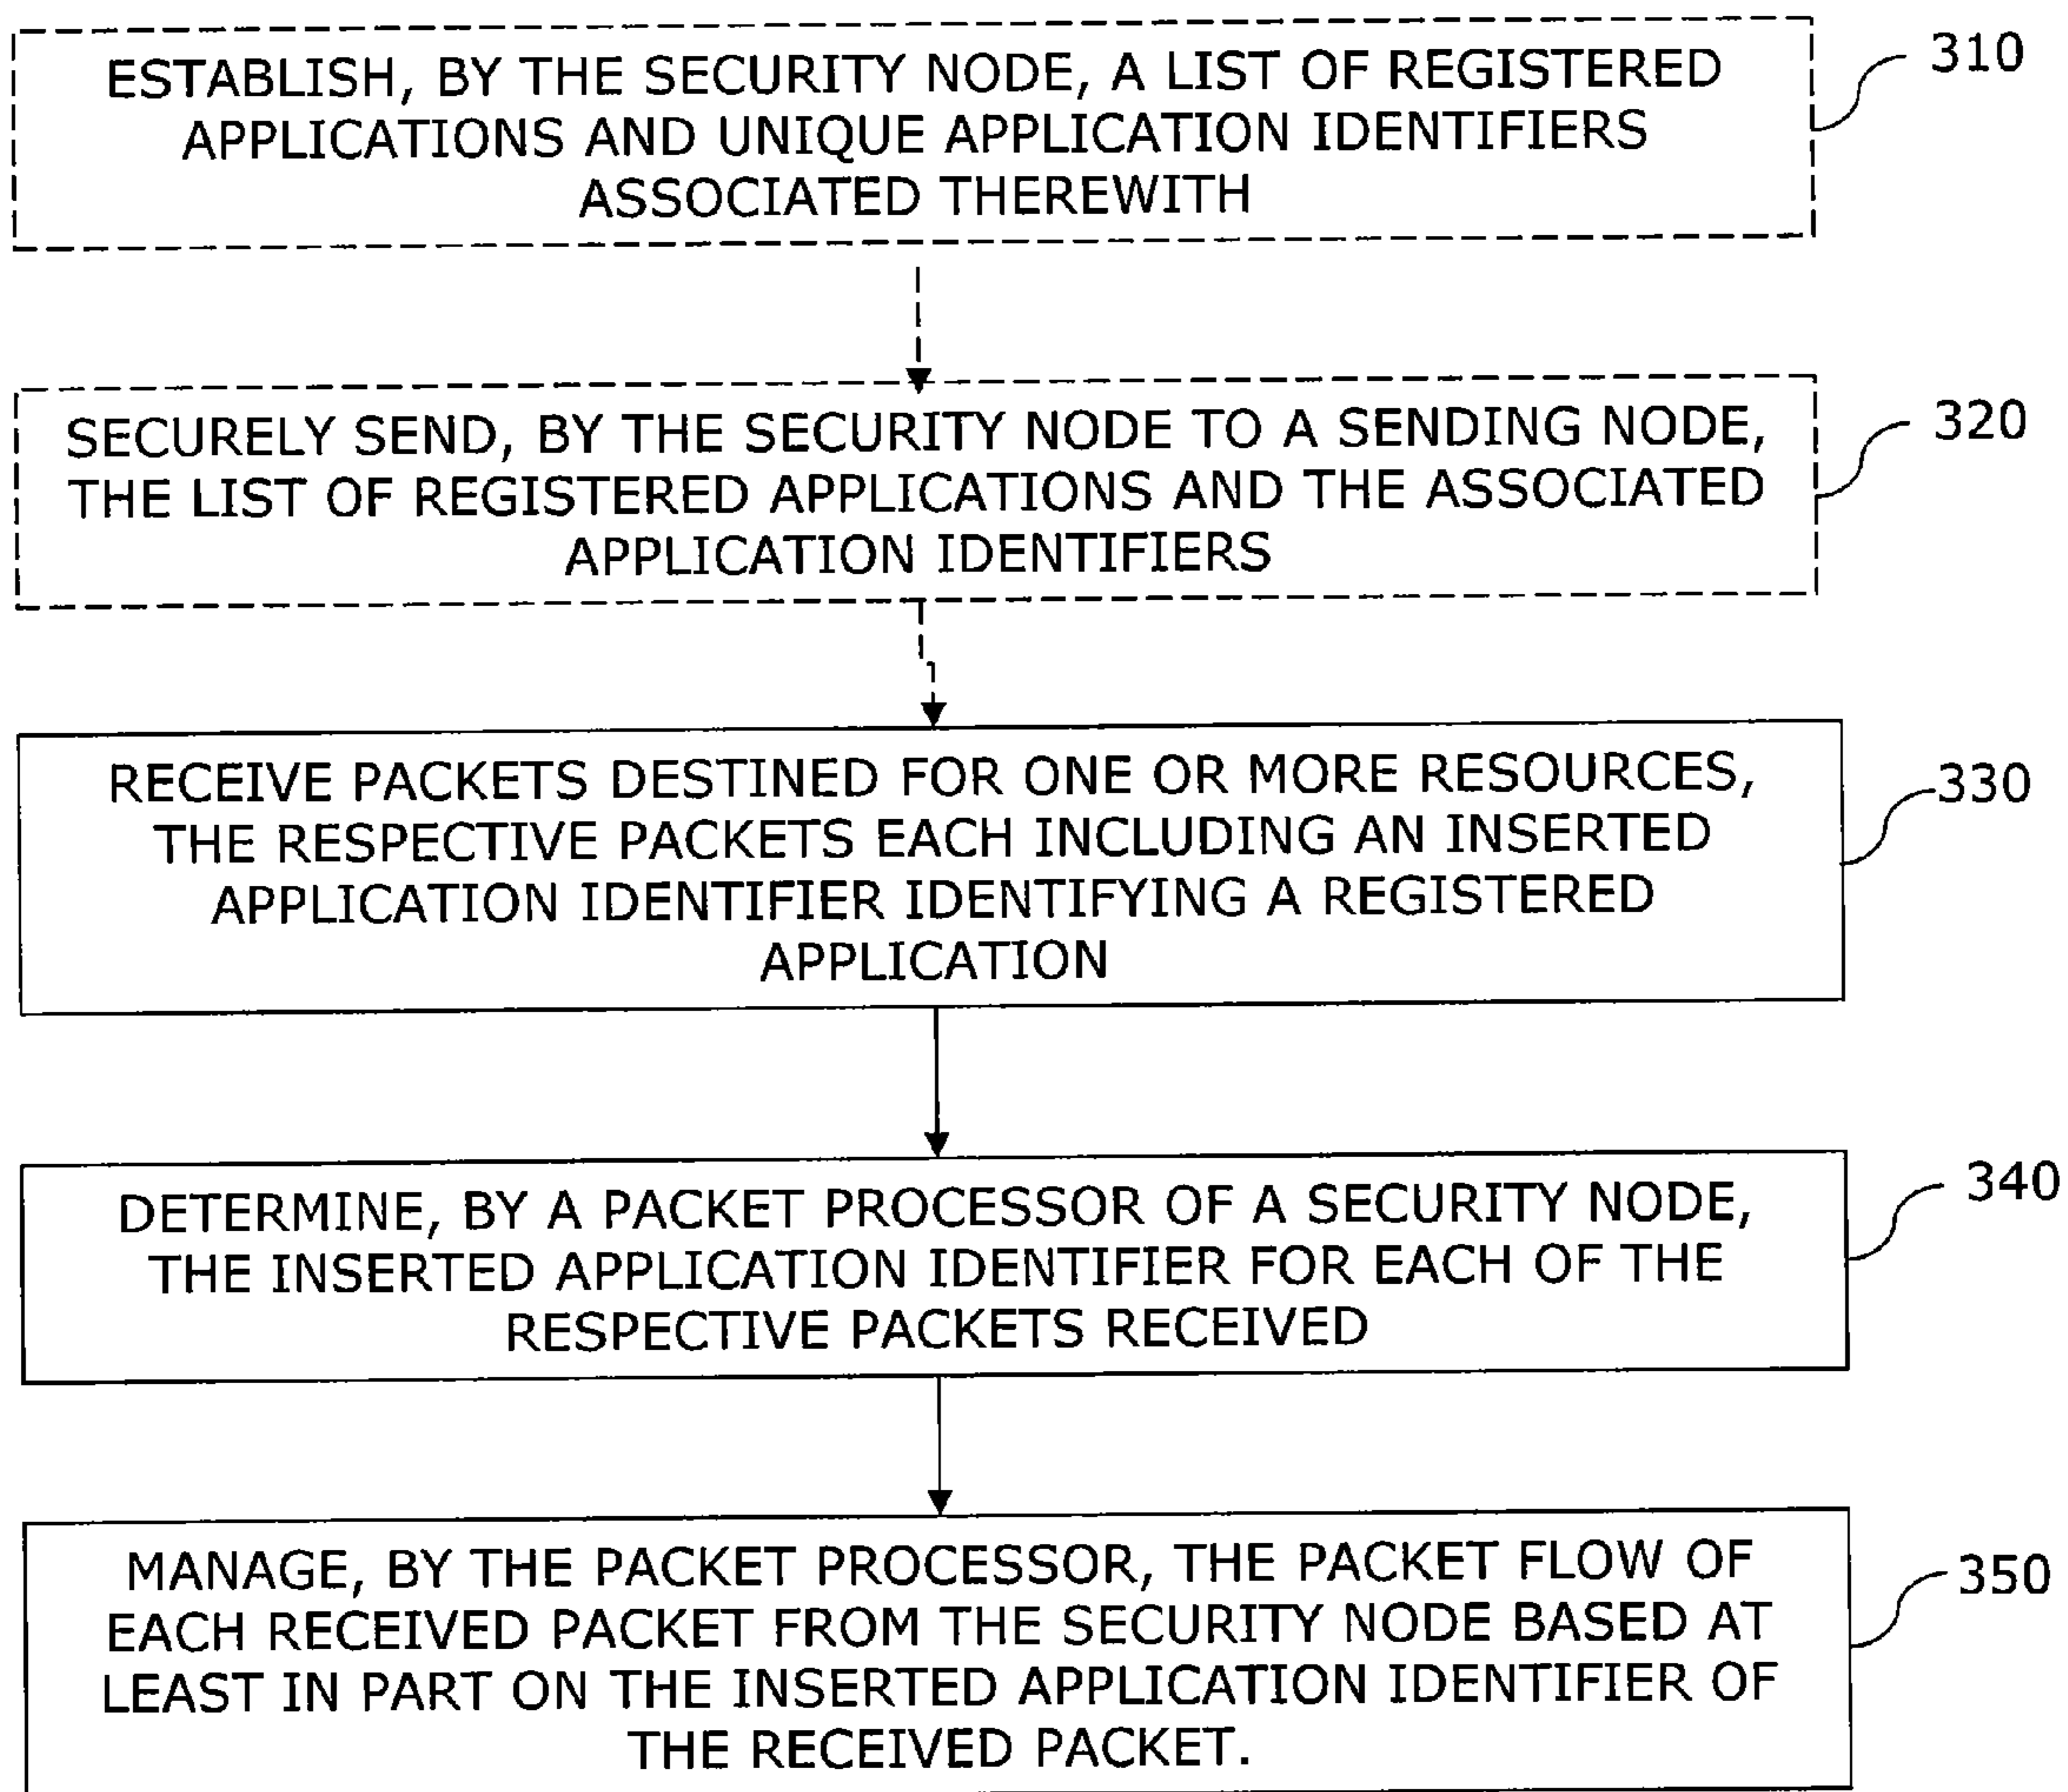 ESTABLISH, BY THE SECURITY NODE, A LIST OF REGISTERED
APPLICATIONS AND UNIQUE APPLICATION IDENTIFIERS
ASSOCIATED THEREWITH
310
SECURELY SEND, BY THE SECURITY NODE TO A SENDING NODE,
THE LIST OF REGISTERED APPLICATIONS AND THE ASSOCIATED
APPLICATION IDENTIFIERS
320
RECEIVE PACKETS DESTINED FOR ONE OR MORE RESOURCES,
THE RESPECTIVE PACKETS EACH INCLUDING AN INSERTED
APPLICATION IDENTIFIER IDENTIFYING A REGISTERED
APPLICATION
330
DETERMINE, BY A PACKET PROCESSOR OF A SECURITY NODE,
THE INSERTED APPLICATION IDENTIFIER FOR EACH OF THE
RESPECTIVE PACKETS RECEIVED
340
MANAGE, BY THE PACKET PROCESSOR, THE PACKET FLOW OF
EACH RECEIVED PACKET FROM THE SECURITY NODE BASED AT
LEAST IN PART ON THE INSERTED APPLICATION IDENTIFIER OF
THE RECEIVED PACKET.
350